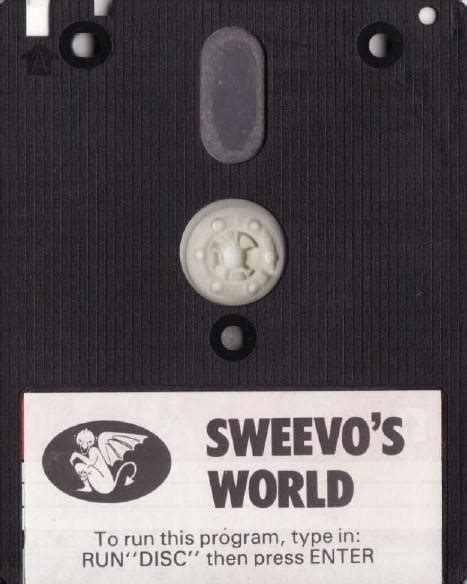 SWEEVO'S
WORLD
To run this program, type in:
RUN"DISC" then press ENTER